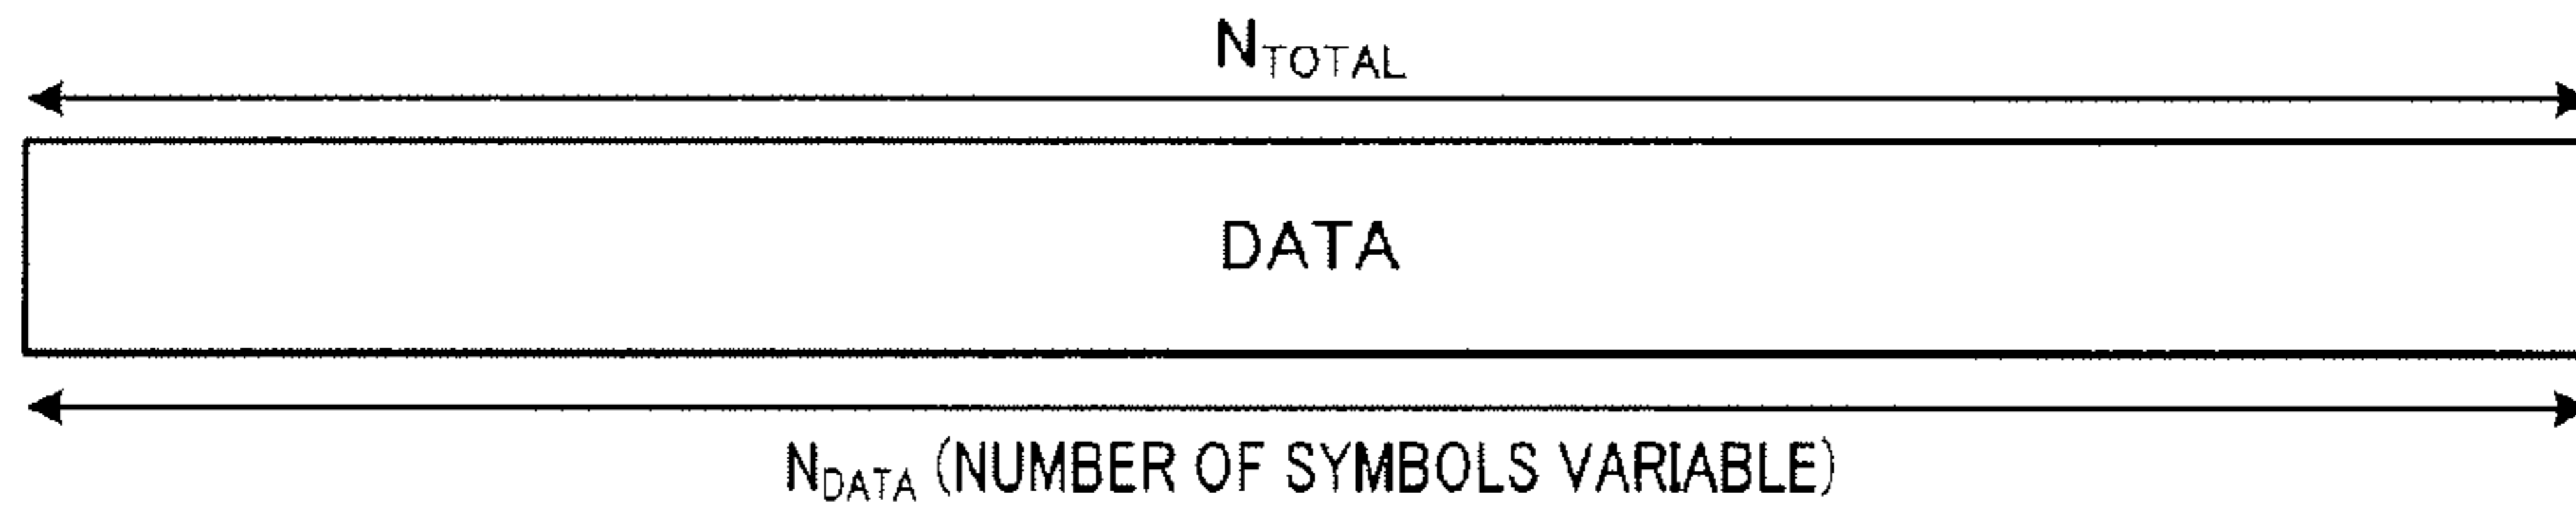 NTOTAL
DATA
NDATA (NUMBER OF SYMBOLS VARIABLE)